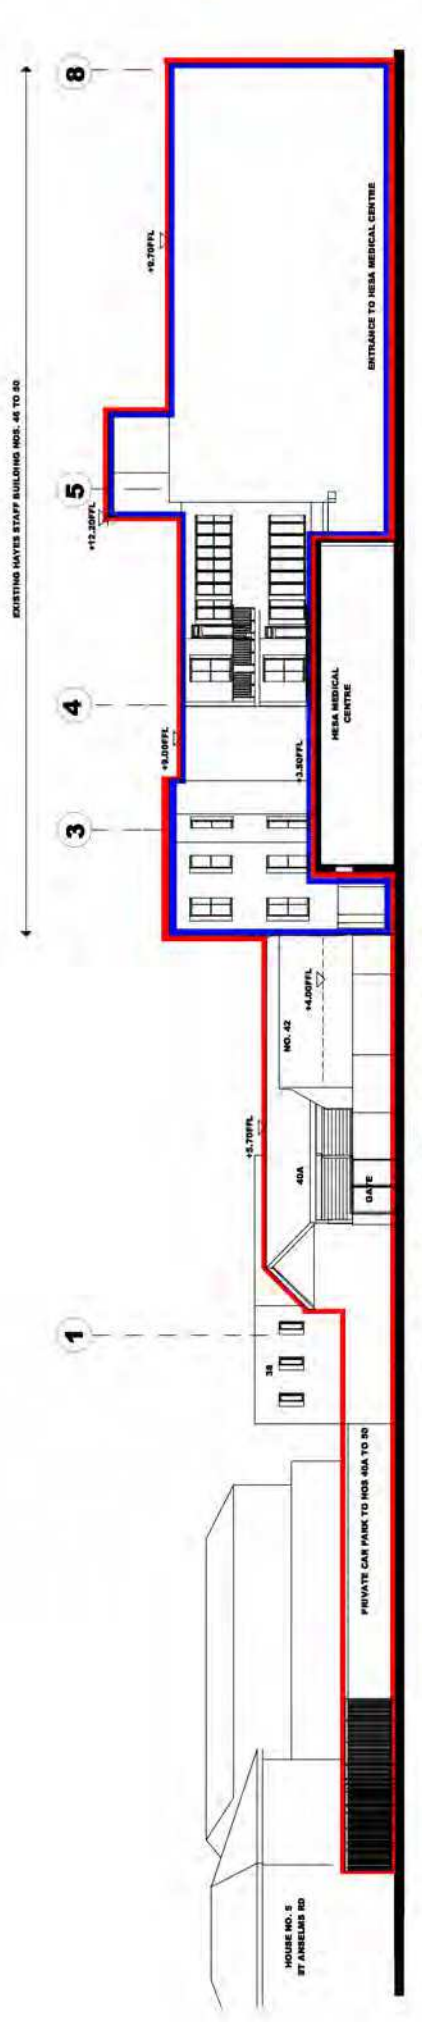 EXISTING HAYES STAFF BUILDING NOS. 46 TO 50
1
3
4
5
8
+5.70FFL
+9.00FFL
+12.20FFL
+9.70FFL
HOUSE NO. 5
ST ANSELMS RD
PRIVATE CAR PARK TO NOS 40A TO 50
38
40A
GATE
NO. 42
+4.00FFL
+3.50FFL
HESA MEDICAL
CENTRE
ENTRANCE TO HESA MEDICAL CENTRE